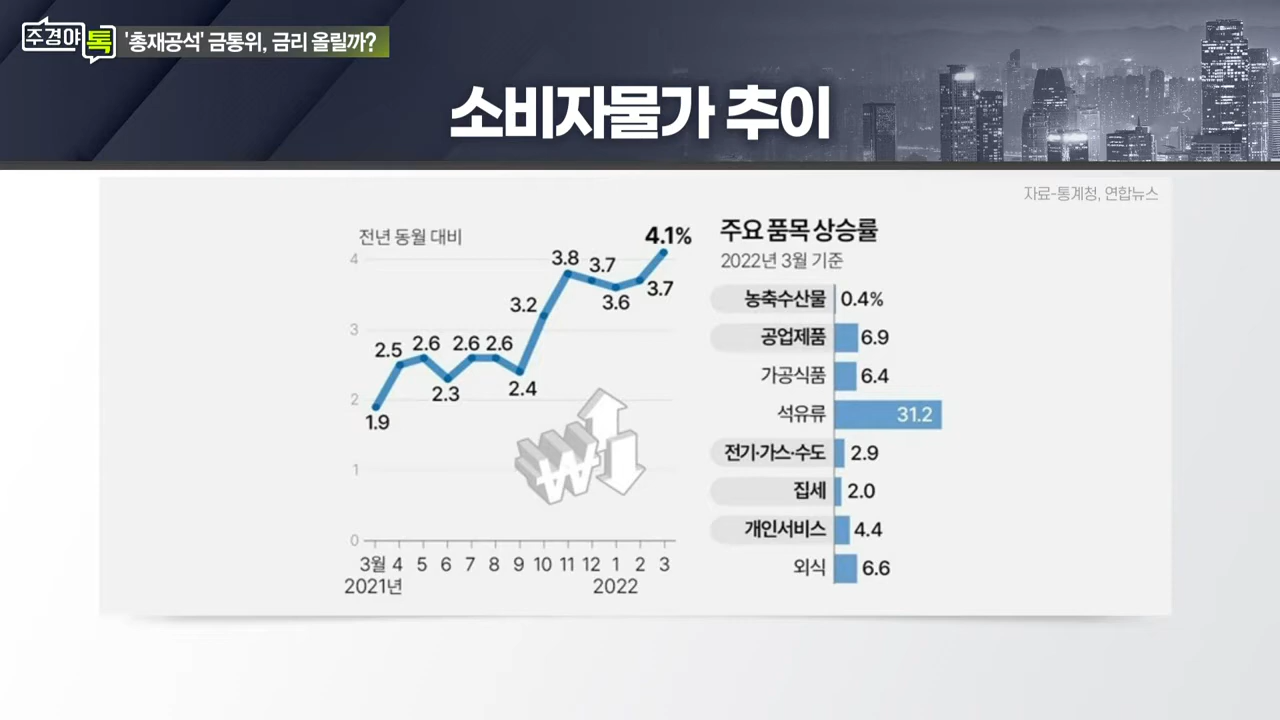 주경야톡 '총재공석' 금통위, 금리 올릴까?
소비자물가 추이
자료-통계청, 연합뉴스
전년 동월 대비
4
3
2
1
0
1.9
2.5
2.6
2.3
2.6
2.6
2.4
3.2
3.8
3.7
3.6
3.7
4.1%
₩
3월 4 5 6 7 8 9 10 11 12 1 2 3
2021년 2022
주요 품목 상승률
2022년 3월 기준
농축수산물 0.4%
공업제품 6.9
가공식품 6.4
석유류 31.2
전기·가스·수도 2.9
집세 2.0
개인서비스 4.4
외식 6.6